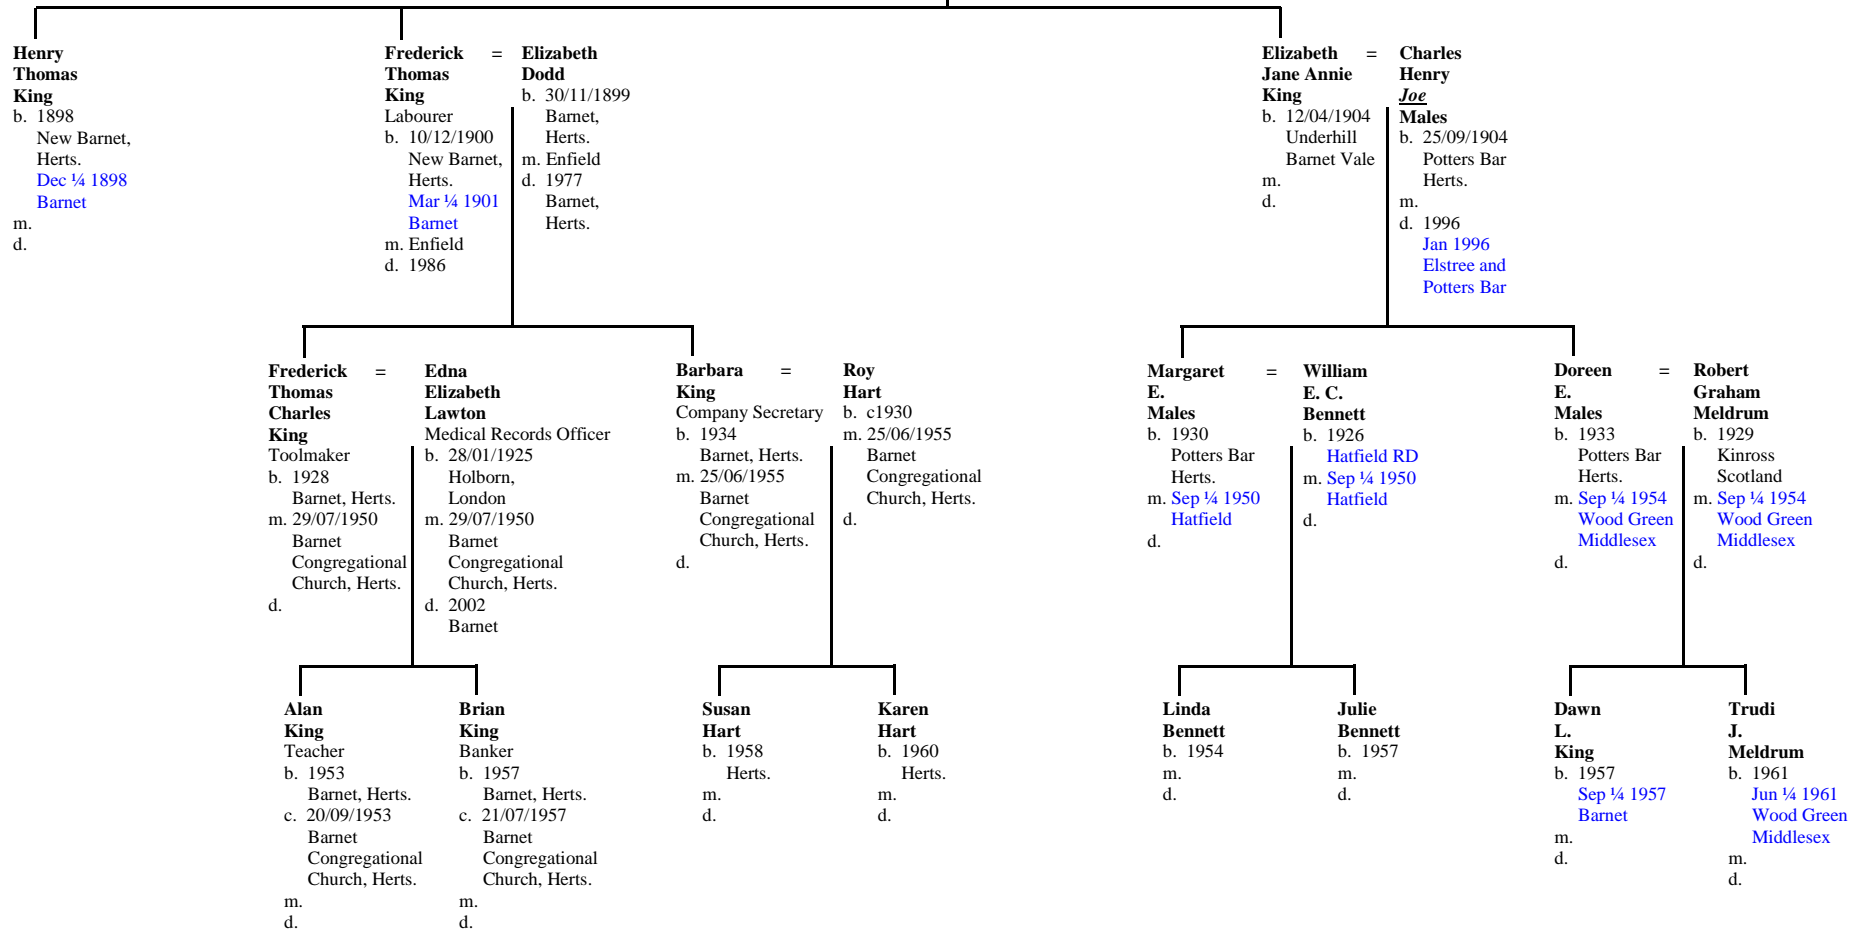 Henry
Thomas
King
b. 1898
New Barnet,
Herts.
Dec ¼ 1898
Barnet
m.
d.
Frederick =
Thomas
King
Labourer
b. 10/12/1900
New Barnet,
Herts.
Mar ¼ 1901
Barnet
m. Enfield
d. 1986
Elizabeth
Dodd
b. 30/11/1899
Barnet,
Herts.
m. Enfield
d. 1977
Barnet,
Herts.
Elizabeth =
Jane Annie
King
b. 12/04/1904
Underhill
Barnet Vale
m.
d.
Charles
Henry
Joe
Males
b. 25/09/1904
Potters Bar
Herts.
m.
d. 1996
Jan 1996
Elstree and
Potters Bar
Frederick =
Thomas
Charles
King
Toolmaker
b. 1928
Barnet, Herts.
m. 29/07/1950
Barnet
Congregational
Church, Herts.
d.
Edna
Elizabeth
Lawton
Medical Records Officer
b. 28/01/1925
Holborn,
London
m. 29/07/1950
Barnet
Congregational
Church, Herts.
d. 2002
Barnet
Barbara =
King
Company Secretary
b. 1934
Barnet, Herts.
m. 25/06/1955
Barnet
Congregational
Church, Herts.
d.
Roy
Hart
b. c1930
m. 25/06/1955
Barnet
Congregational
Church, Herts.
d.
Margaret =
E.
Males
b. 1930
Potters Bar
Herts.
m. Sep ¼ 1950
Hatfield
d.
William
E. C.
Bennett
b. 1926
Hatfield RD
m. Sep ¼ 1950
Hatfield
d.
Doreen =
E.
Males
b. 1933
Potters Bar
Herts.
m. Sep ¼ 1954
Wood Green
Middlesex
d.
Robert
Graham
Meldrum
b. 1929
Kinross
Scotland
m. Sep ¼ 1954
Wood Green
Middlesex
d.
Alan
King
Teacher
b. 1953
Barnet, Herts.
c. 20/09/1953
Barnet
Congregational
Church, Herts.
m.
d.
Brian
King
Banker
b. 1957
Barnet, Herts.
c. 21/07/1957
Barnet
Congregational
Church, Herts.
m.
d.
Susan
Hart
b. 1958
Herts.
m.
d.
Karen
Hart
b. 1960
Herts.
m.
d.
Linda
Bennett
b. 1954
m.
d.
Julie
Bennett
b. 1957
m.
d.
Dawn
L.
King
b. 1957
Sep ¼ 1957
Barnet
m.
d.
Trudi
J.
Meldrum
b. 1961
Jun ¼ 1961
Wood Green
Middlesex
m.
d.